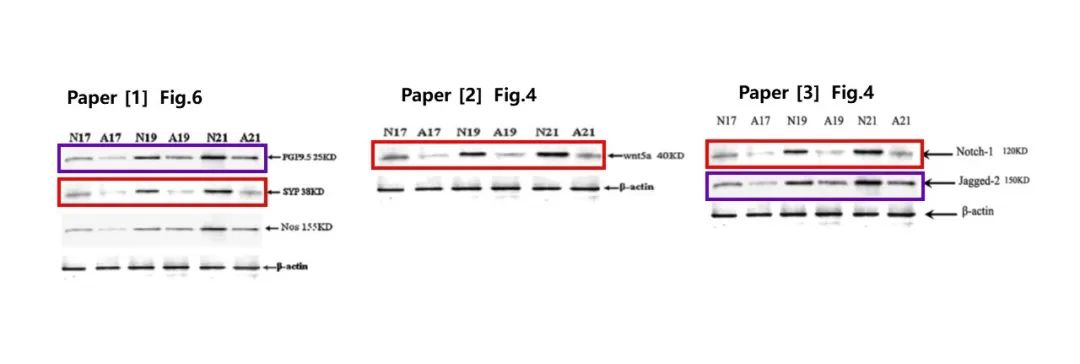 Paper [1] Fig.6
N17 A17 N19 A19 N21 A21
PGP9.5 25KD
SYP 38KD
Nos 155KD
β-actin
Paper [2] Fig.4
N17 A17 N19 A19 N21 A21
wnt5a 40KD
β-actin
Paper [3] Fig.4
N17 A17 N19 A19 N21 A21
Notch-1 120KD
Jagged-2 150KD
β-actin